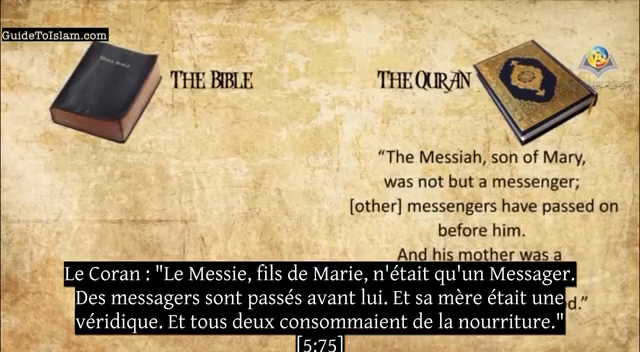 GuideToIslam.com
HOLY BIBLE
THE BIBLE
THE QUR'AN
“The Messiah, son of Mary,
was not but a messenger;
[other] messengers have passed on
before him.
And his mother was a
Le Coran : "Le Messie, fils de Marie, n'était qu'un Messager.
Des messagers sont passés avant lui. Et sa mère était une
véridique. Et tous deux consommaient de la nourriture."
[5:75]